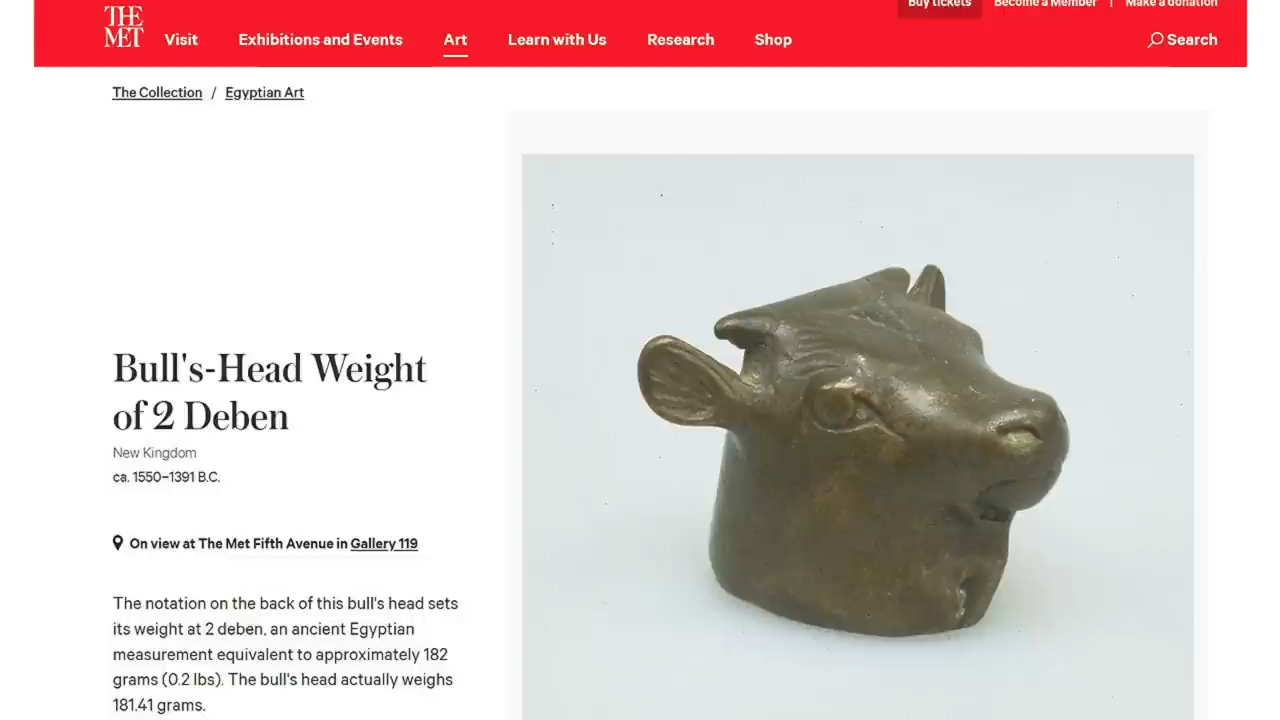 Buy tickets Become a Member | Make a donation
THE
MET
Visit Exhibitions and Events Art Learn with Us Research Shop Search
The Collection / Egyptian Art
Bull's-Head Weight
of 2 Deben
New Kingdom
ca. 1550–1391 B.C.
On view at The Met Fifth Avenue in Gallery 119
The notation on the back of this bull's head sets
its weight at 2 deben, an ancient Egyptian
measurement equivalent to approximately 182
grams (0.2 lbs). The bull's head actually weighs
181.41 grams.